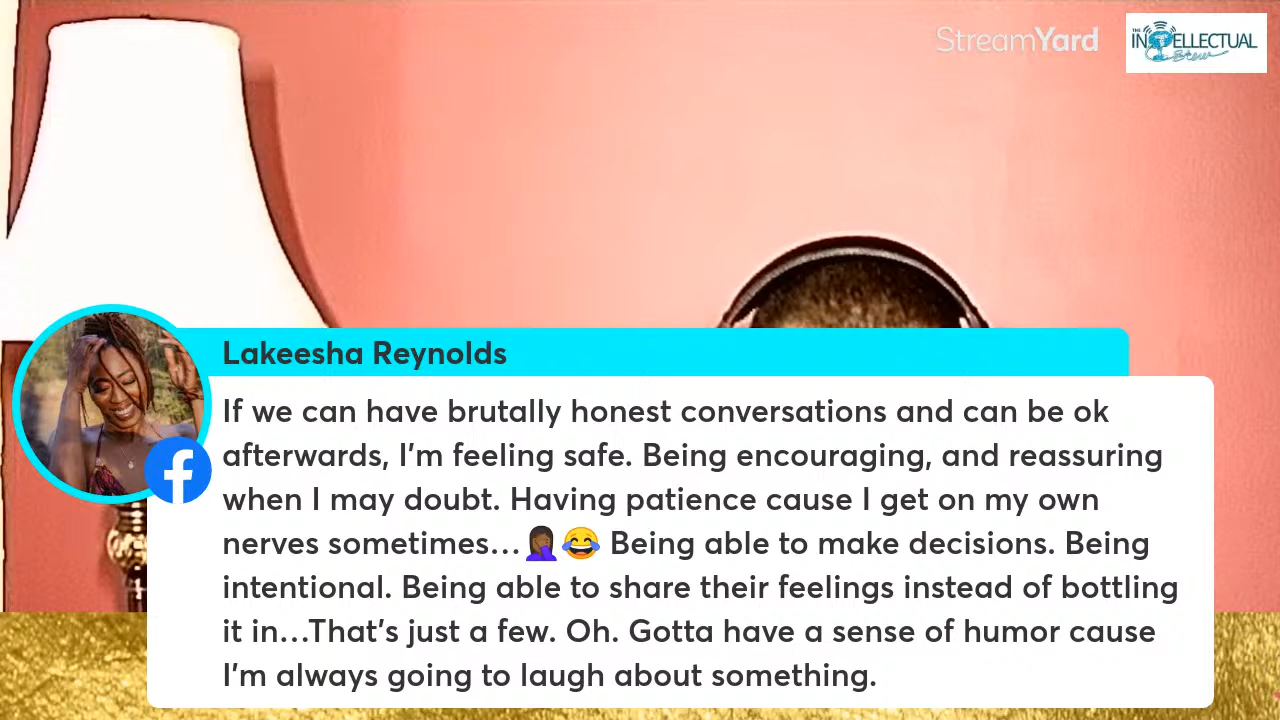 StreamYard
THE
INTELLECTUAL
Brew
Lakeesha Reynolds
If we can have brutally honest conversations and can be ok
afterwards, I'm feeling safe. Being encouraging, and reassuring
when I may doubt. Having patience cause I get on my own
nerves sometimes...🤦🏾‍♀️😂 Being able to make decisions. Being
intentional. Being able to share their feelings instead of bottling
it in...That's just a few. Oh. Gotta have a sense of humor cause
I'm always going to laugh about something.